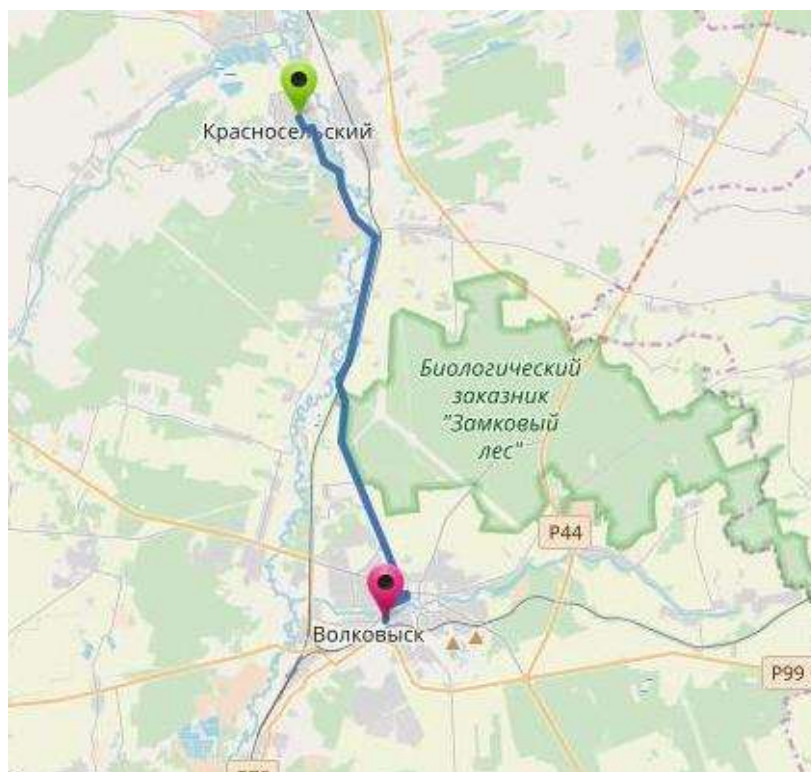 Красносельский
Биологический
заказник
"Замковый
лес"
Р44
Волковыск
Р99